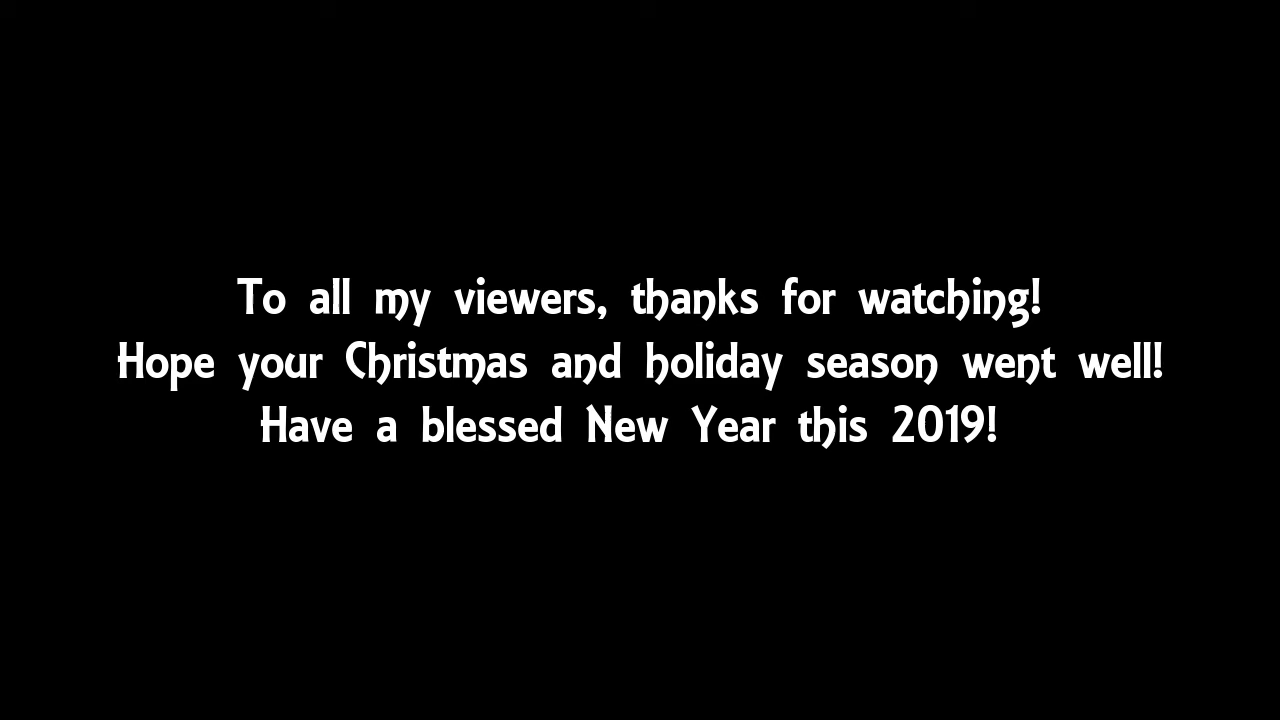 To all my viewers, thanks for watching!
Hope your Christmas and holiday season went well!
Have a blessed New Year this 2019!